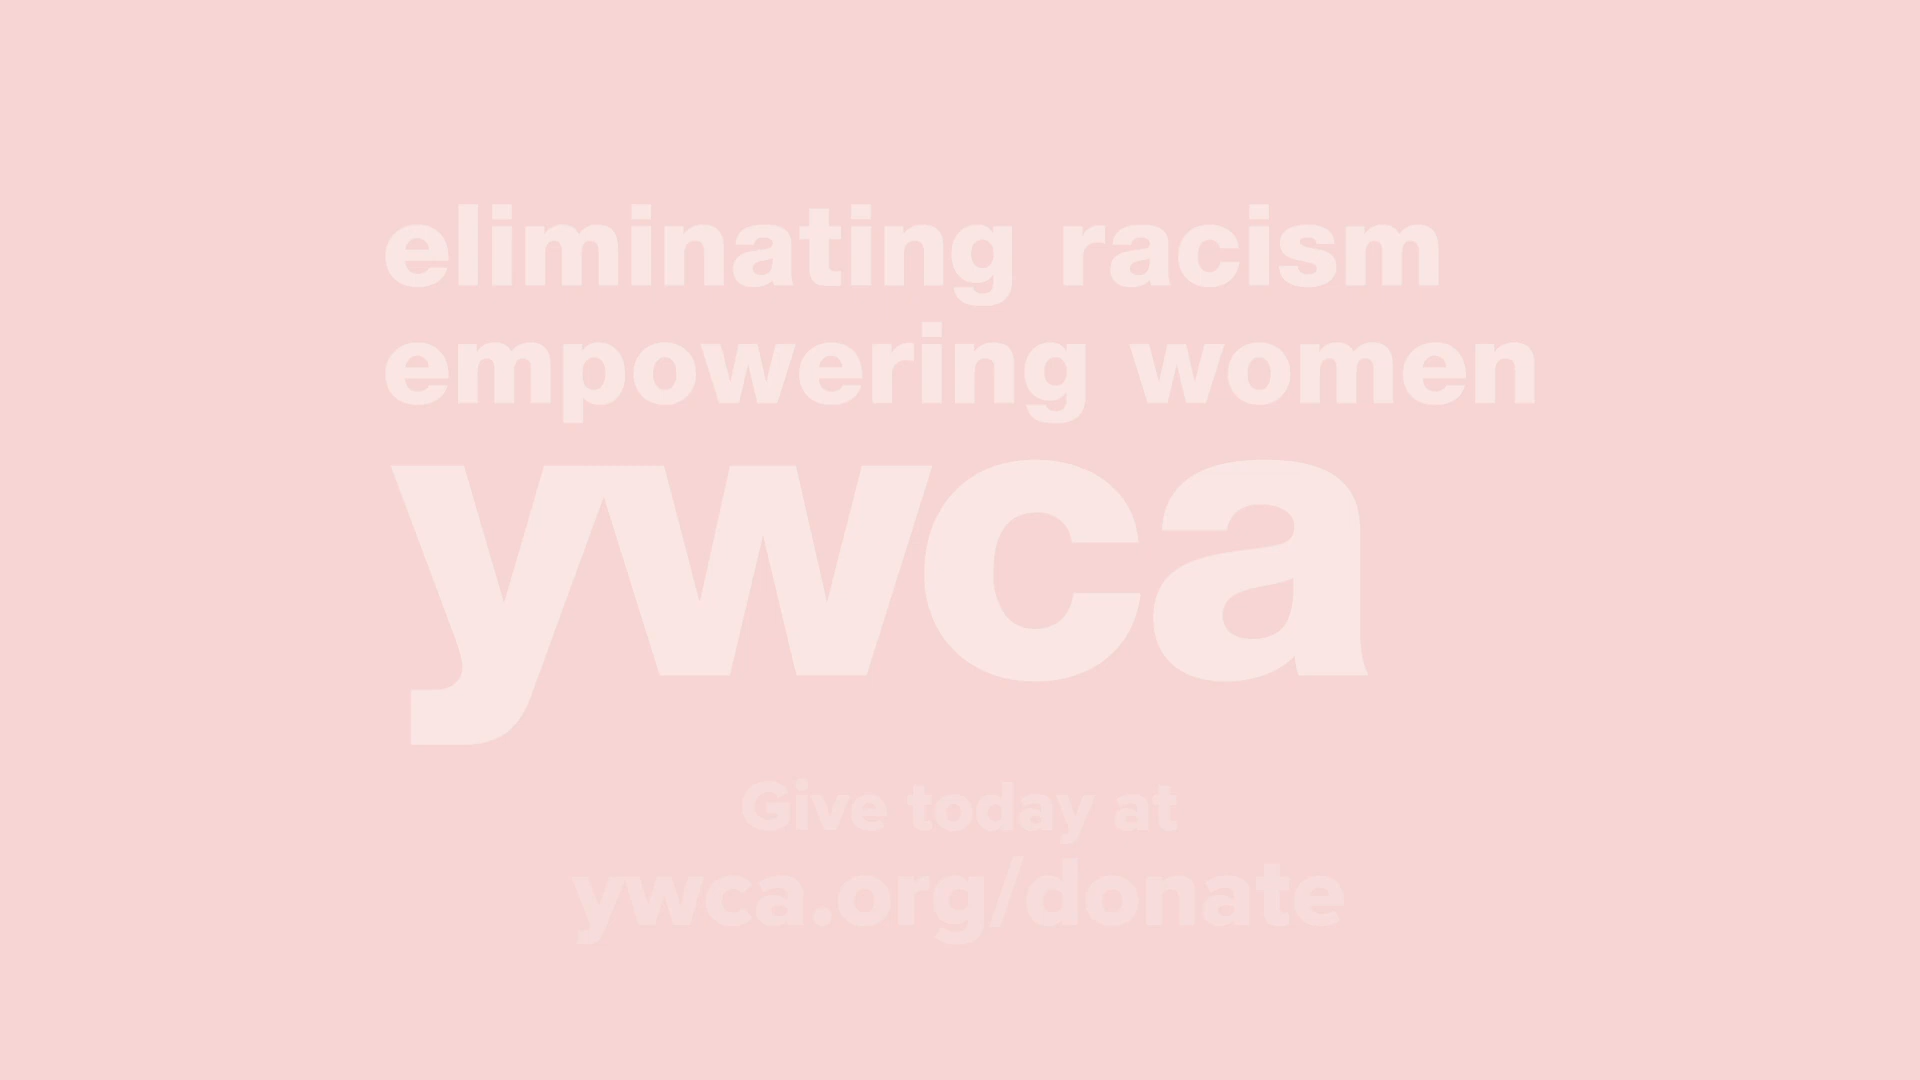 eliminating racism
empowering women
ywca
Give today at
ywca.org/donate